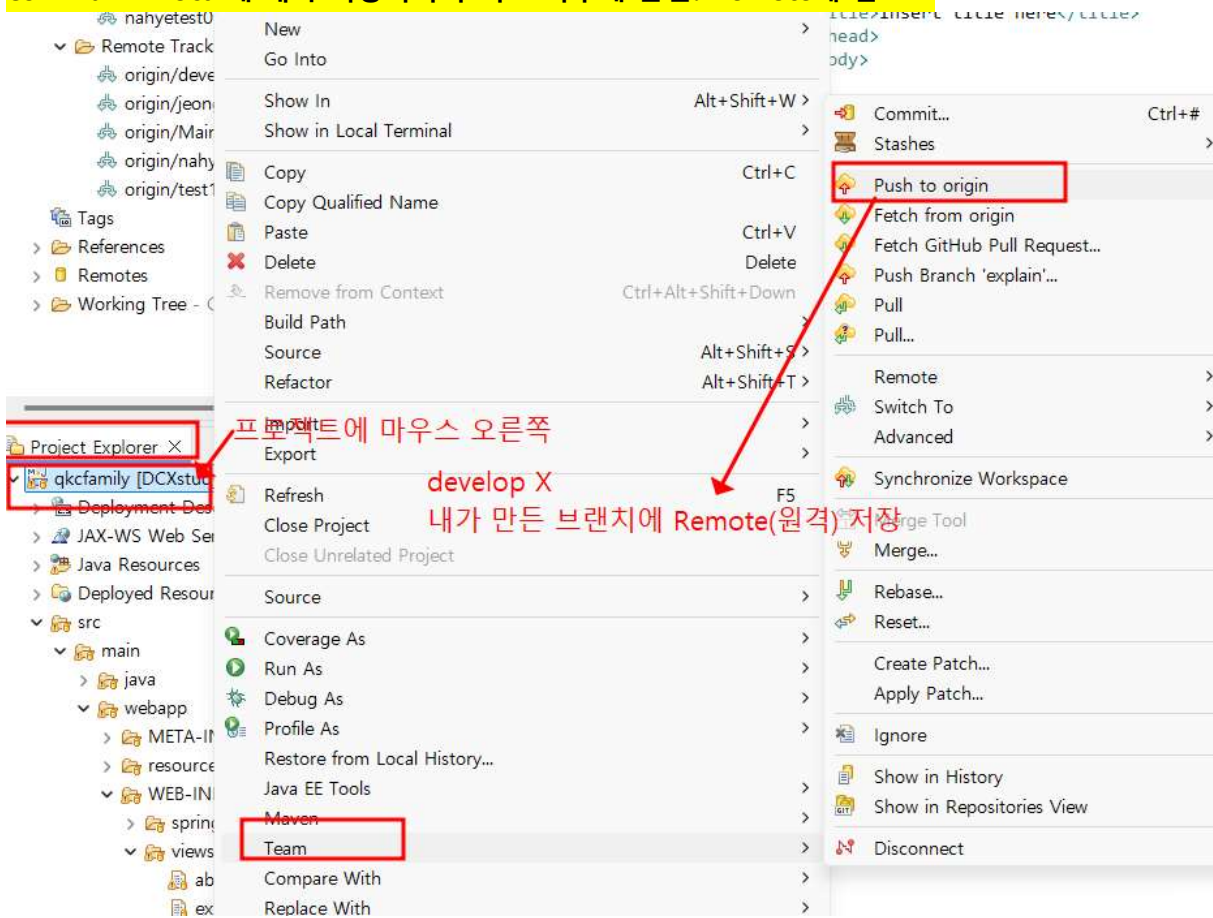 nahyetest0
Remote Track
origin/deve
origin/jeon
origin/Mair
origin/nahy
origin/test1
Tags
References
Remotes
Working Tree -
Project Explorer ×
qkcfamily [DCXstud
Deployment Des
JAX-WS Web Ser
Java Resources
Deployed Resour
src
main
java
webapp
META-IN
resource
WEB-INF
spring
views
ab
ex
New
Go Into
Show In Alt+Shift+W >
Show in Local Terminal
Copy Ctrl+C
Copy Qualified Name
Paste Ctrl+V
Delete Delete
Remove from Context Ctrl+Alt+Shift+Down
Build Path
Source Alt+Shift+S >
Refactor Alt+Shift+T >
Import
프로젝트에 마우스 오른쪽
Export
develop X
Refresh F5
내가 만든 브랜치에 Remote(원격) 저장
Close Project
Close Unrelated Project
Source
Coverage As
Run As
Debug As
Profile As
Restore from Local History...
Java EE Tools
Maven
Team
Compare With
Replace With
<title>Insert title here</title>
head>
ody>
Commit... Ctrl+#
Stashes
Push to origin
Fetch from origin
Fetch GitHub Pull Request...
Push Branch 'explain'...
Pull
Pull...
Remote
Switch To
Advanced
Synchronize Workspace
Merge Tool
Merge...
Rebase...
Reset...
Create Patch...
Apply Patch...
Ignore
Show in History
Show in Repositories View
Disconnect